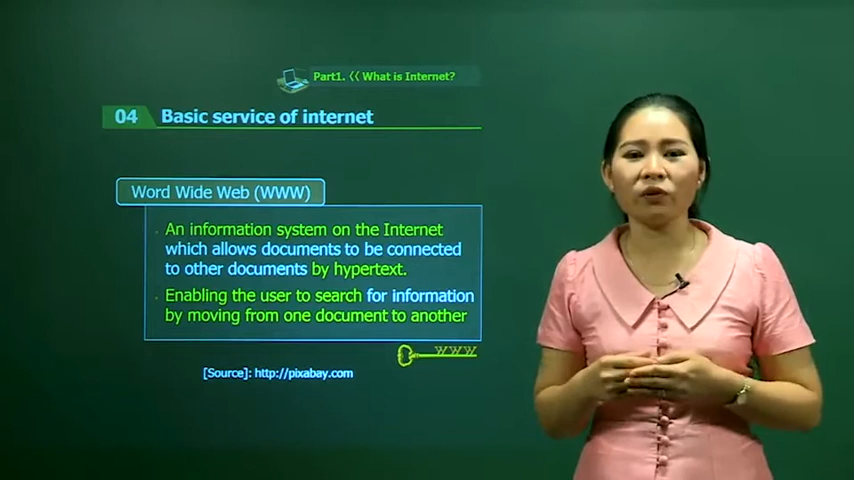 Part1. 〈〈 What is Internet?
04 Basic service of internet
Word Wide Web (WWW)
An information system on the Internet
which allows documents to be connected
to other documents by hypertext.
Enabling the user to search for information
by moving from one document to another
WWW
[Source]: http://pixabay.com